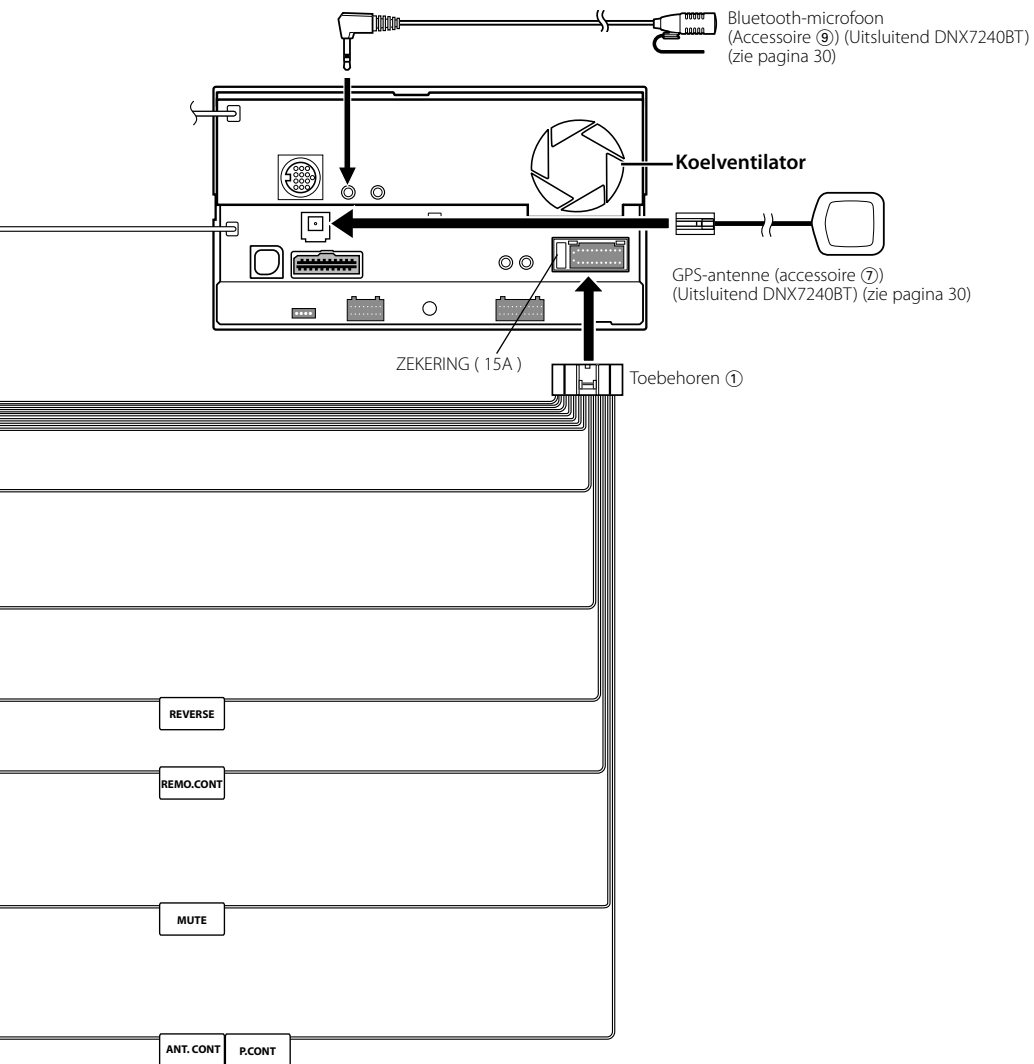 Bluetooth-microfoon
(Accessoire ⑨) (Uitsluitend DNX7240BT)
(zie pagina 30)
Koelventilator
GPS-antenne (accessoire ⑦)
(Uitsluitend DNX7240BT) (zie pagina 30)
ZEKERING ( 15A )
Toebehoren ①
REVERSE
REMO.CONT
MUTE
ANT. CONT P.CONT